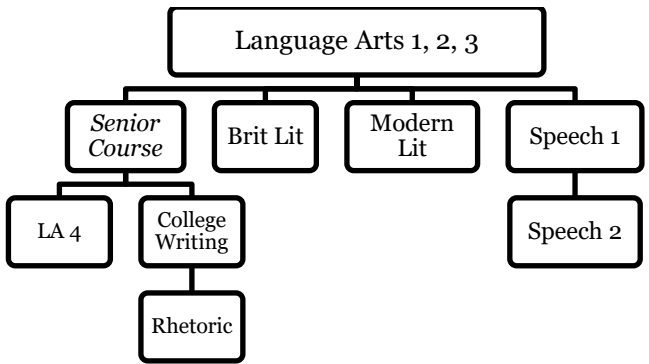 Language Arts 1, 2, 3
Senior
Course
Brit Lit
Modern
Lit
Speech 1
LA 4
College
Writing
Speech 2
Rhetoric